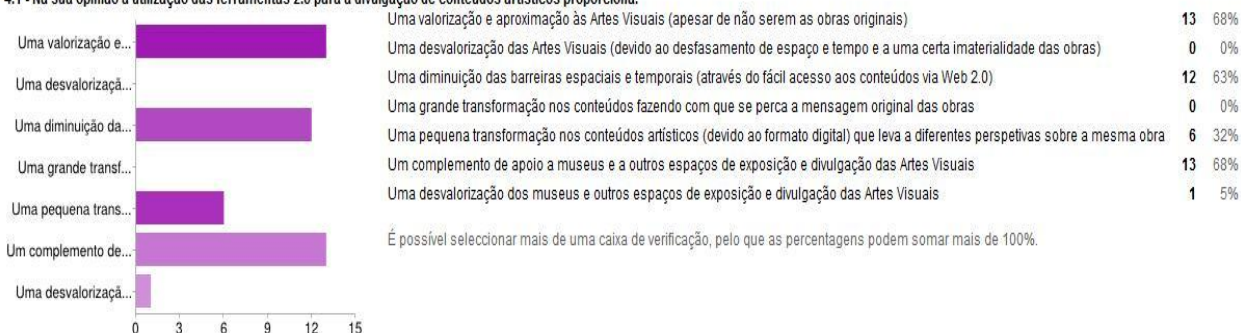 4.1 - Na sua opinião a utilização das ferramentas 2.0 para a divulgação de conteúdos artísticos proporciona:
Uma valorização e...
Uma desvalorizaçã...
Uma diminuição da...
Uma grande transf...
Uma pequena trans...
Um complemento de...
Uma desvalorizaçã...
0 3 6 9 12 15
Uma valorização e aproximação às Artes Visuais (apesar de não serem as obras originais) 13 68%
Uma desvalorização das Artes Visuais (devido ao desfasamento de espaço e tempo e a uma certa imaterialidade das obras) 0 0%
Uma diminuição das barreiras espaciais e temporais (através do fácil acesso aos conteúdos via Web 2.0) 12 63%
Uma grande transformação nos conteúdos fazendo com que se perca a mensagem original das obras 0 0%
Uma pequena transformação nos conteúdos artísticos (devido ao formato digital) que leva a diferentes perspetivas sobre a mesma obra 6 32%
Um complemento de apoio a museus e a outros espaços de exposição e divulgação das Artes Visuais 13 68%
Uma desvalorização dos museus e outros espaços de exposição e divulgação das Artes Visuais 1 5%
É possível seleccionar mais de uma caixa de verificação, pelo que as percentagens podem somar mais de 100%.